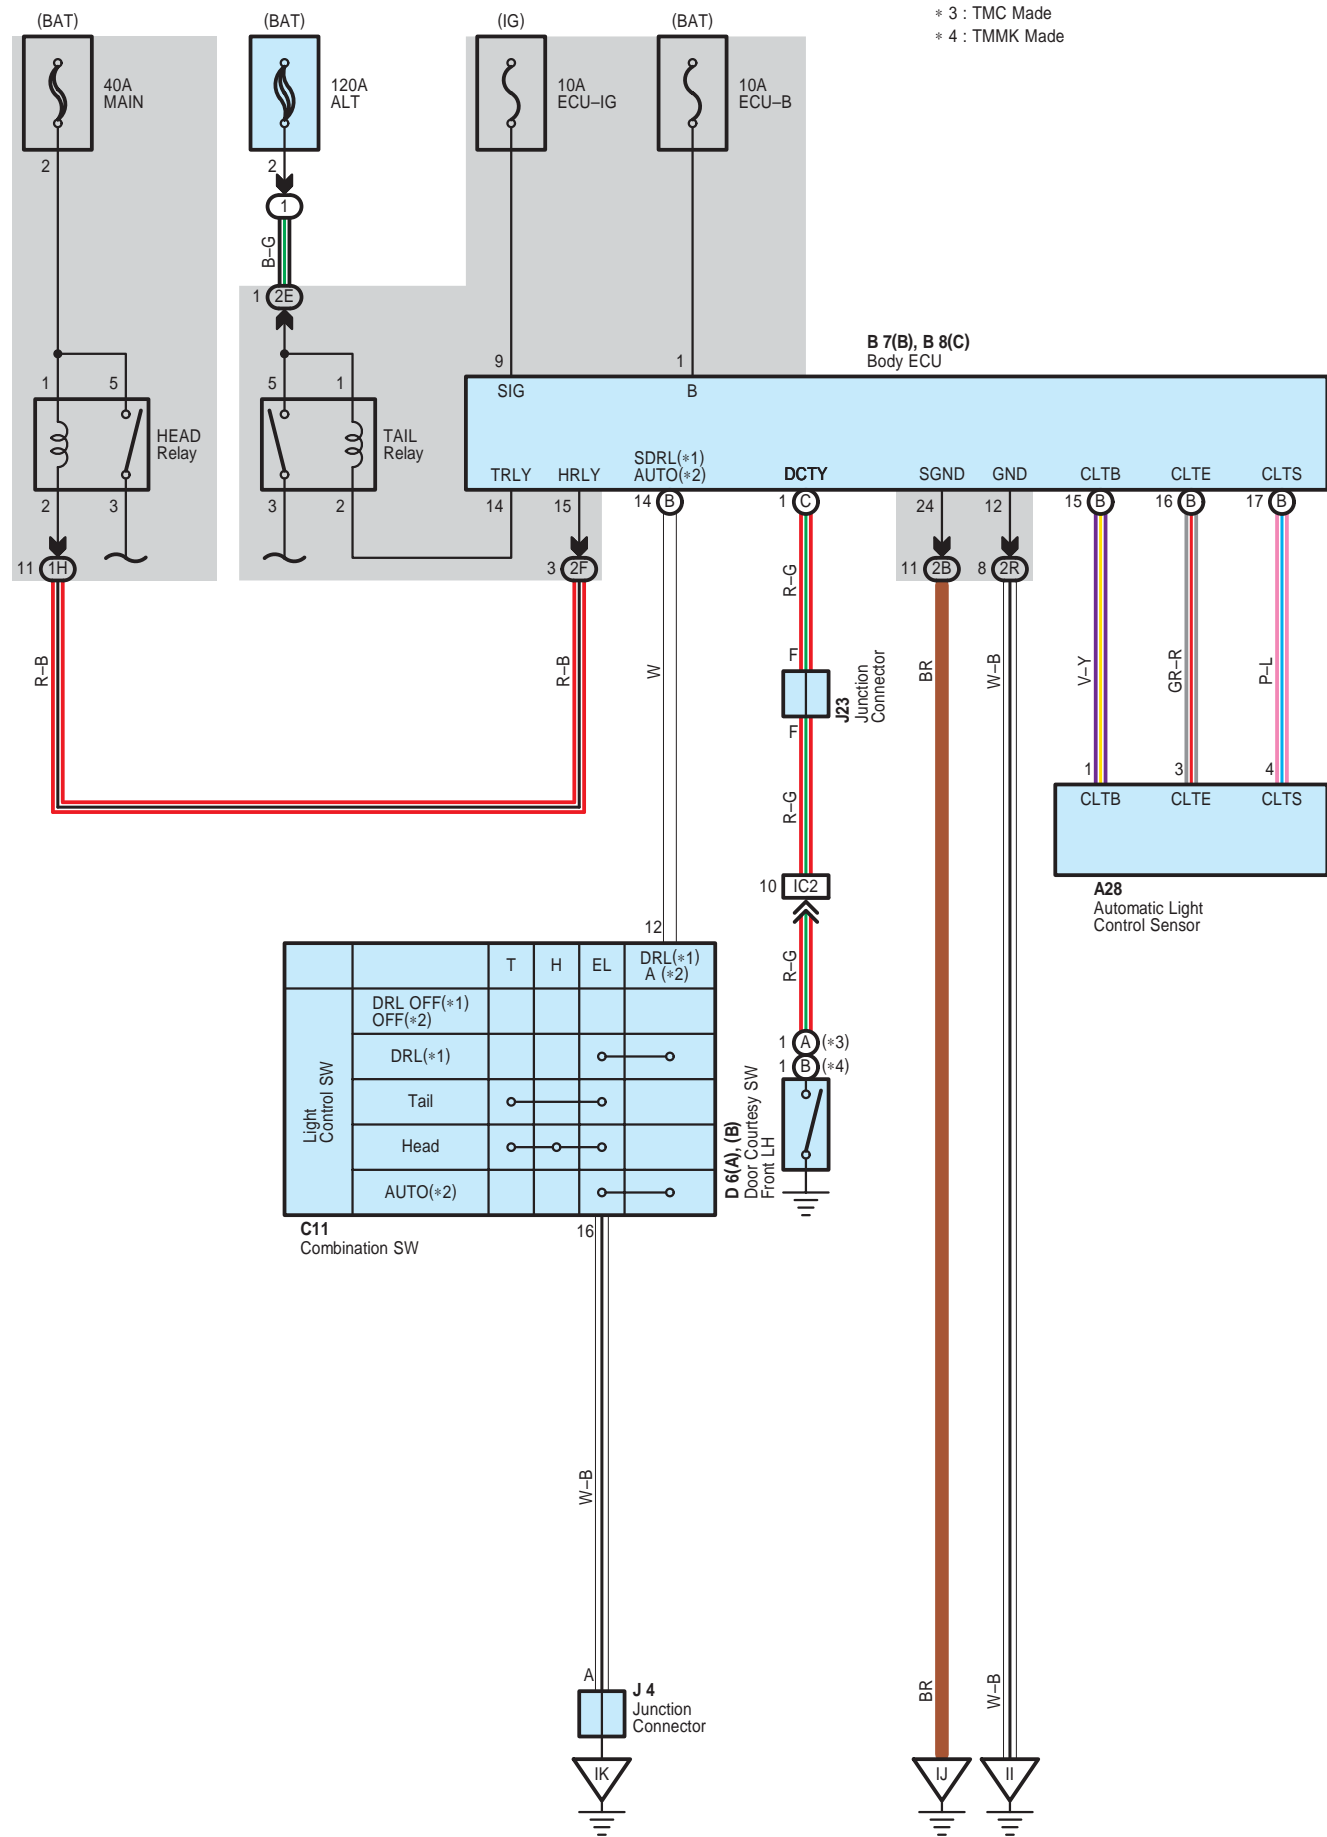 (BAT)
(BAT)
(IG)
(BAT)
* 3 : TMC Made
* 4 : TMMK Made
40A
MAIN
120A
ALT
10A
ECU–IG
10A
ECU–B
2
2
1
B–G
1
2E
9
1
B 7(B), B 8(C)
Body ECU
1
5
5
1
SIG
B
HEAD
Relay
TAIL
Relay
TRLY
HRLY
SDRL(*1)
AUTO(*2)
DCTY
SGND
GND
CLTB
CLTE
CLTS
2
3
3
2
14
15
14
B
1
C
24
12
15
B
16
B
17
B
11
1H
3
2F
11
2B
8
2R
R–B
R–B
W
R–G
BR
W–B
V–Y
GR–R
P–L
F
J23
Junction
Connector
F
R–G
1
3
4
CLTB
CLTE
CLTS
A28
Automatic Light
Control Sensor
10
IC2
R–G
12
T
H
EL
DRL(*1)
A (*2)
Light
Control SW
DRL OFF(*1)
OFF(*2)
DRL(*1)
Tail
Head
AUTO(*2)
1
A
(*3)
1
B
(*4)
D 6(A), (B)
Door Courtesy SW
Front LH
C11
Combination SW
16
W–B
A
J 4
Junction
Connector
BR
W–B
IK
IJ
II